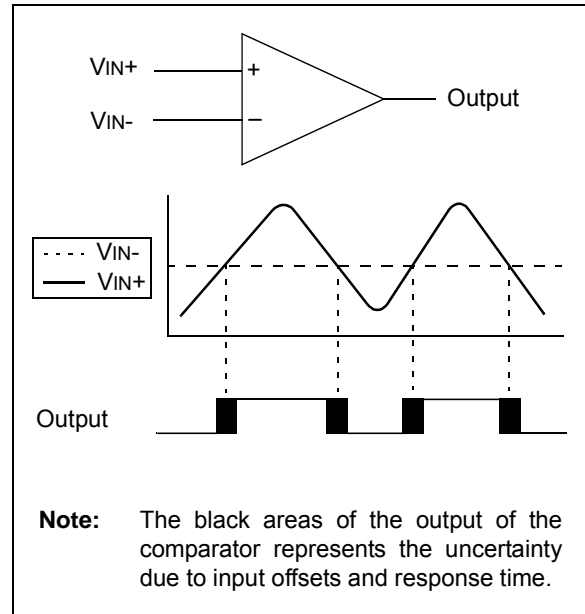 VIN+
+
Output
VIN-
–
VIN-
VIN+
Output
Note: The black areas of the output of the
comparator represents the uncertainty
due to input offsets and response time.